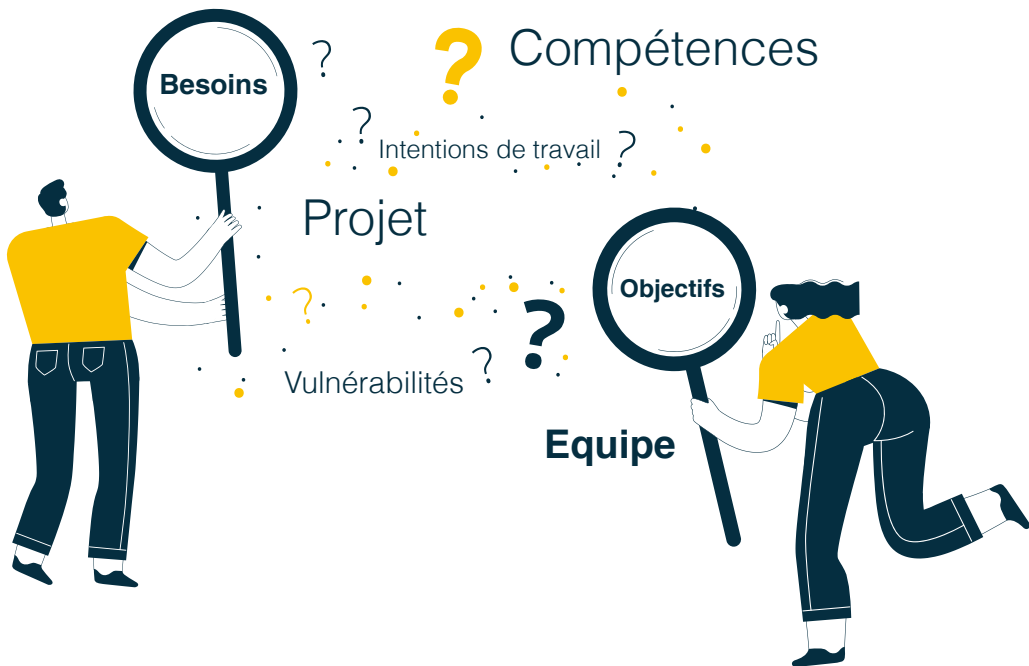 ? Compétences
Besoins
?
?
Intentions de travail ?
Projet
Objectifs
?
?
Vulnérabilités ?
Equipe